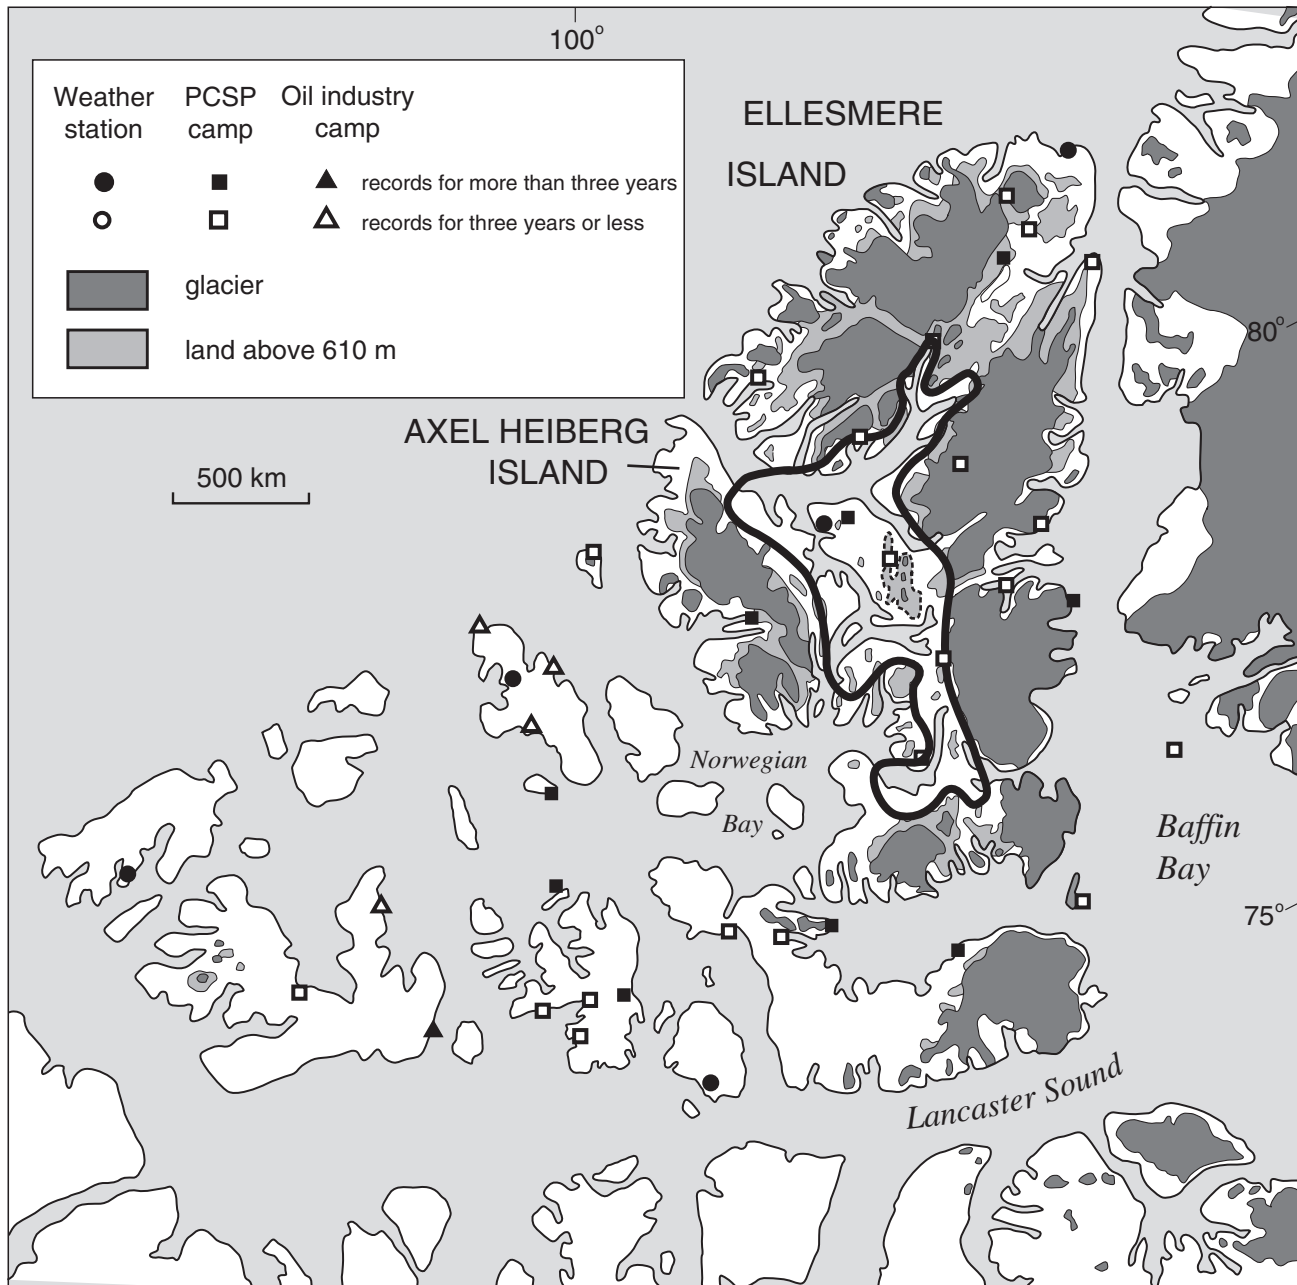 100°
Weather station
PCSP camp
Oil industry camp
records for more than three years
records for three years or less
glacier
land above 610 m
ELLESMERE
ISLAND
80°
AXEL HEIBERG
ISLAND
500 km
Norwegian
Bay
Baffin
Bay
75°
Lancaster Sound